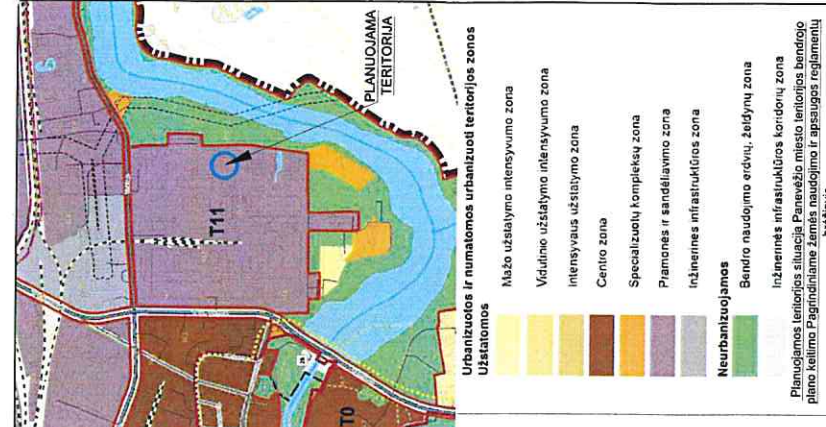 PLANUOJAMA
TERITORIJA
T11
T0
Urbanizuotos ir numatomos urbanizuoti teritorijos zonos
Užstatomos
Mažo užstatymo intensyvumo zona
Vidutinio užstatymo intensyvumo zona
Intensyvaus užstatymo zona
Centro zona
Specializuotų kompleksų zona
Pramonės ir sandėliavimo zona
Inžinerinės infrastruktūros zona
Neurbanizuojamos
Bendro naudojimo erdvių, želdynų zona
Inžinerinės infrastruktūros koridorių zona
Planuojamos teritorijos situacija Panevėžio miesto teritorijos bendrojo
plano keitimo Pagrindiniame žemės naudojimo ir apsaugos reglamentų